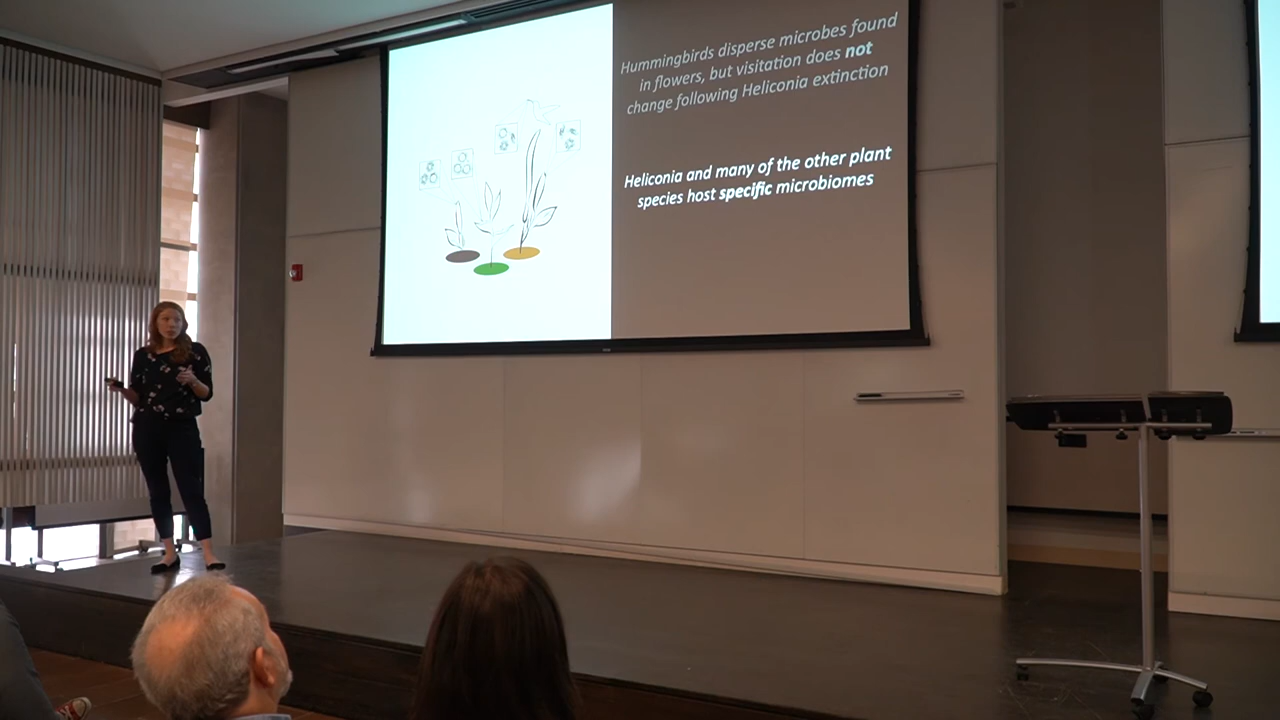 Hummingbirds disperse microbes found
in flowers, but visitation does not
change following Heliconia extinction
Heliconia and many of the other plant
species host specific microbiomes